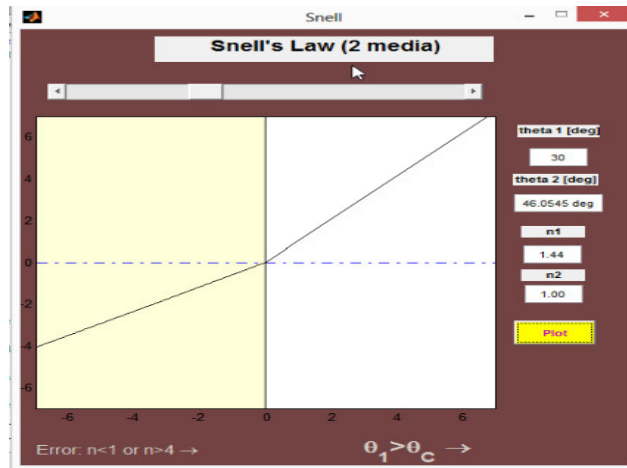 Snell
Snell's Law (2 media)
theta 1 [deg]
30
theta 2 [deg]
46.0545 deg
n1
1.44
n2
1.00
Plot
6
4
2
0
-2
-4
-6
-6 -4 -2 0 2 4 6
Error: n<1 or n>4 →
θ1>θC →